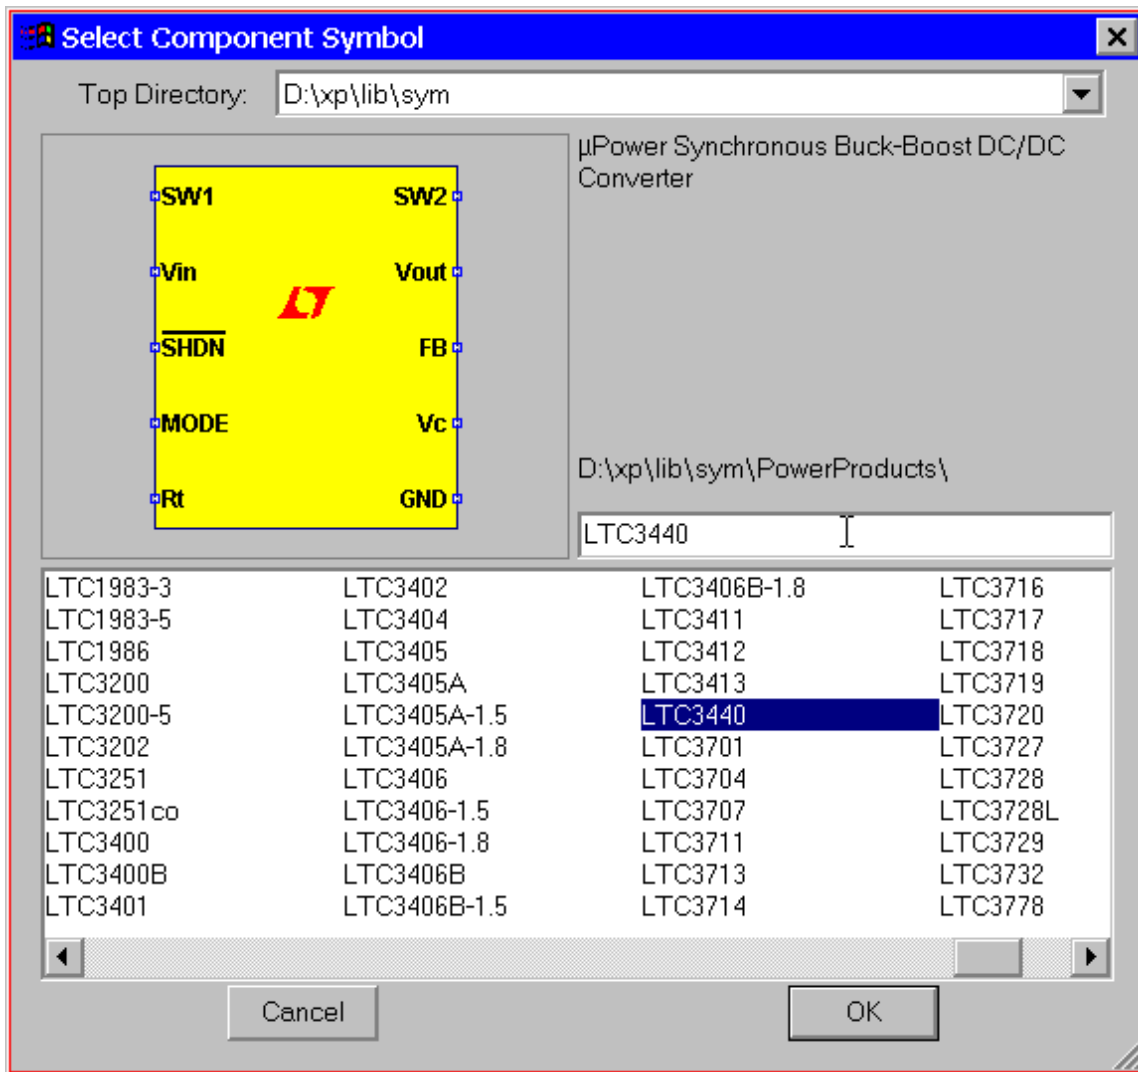 Select Component Symbol
Top Directory: D:\xp\lib\sym
µPower Synchronous Buck-Boost DC/DC
Converter
SW1 SW2
Vin Vout
SHDN FB
MODE Vc
Rt GND
D:\xp\lib\sym\PowerProducts\
LTC3440
LTC1983-3 LTC3402 LTC3406B-1.8 LTC3716
LTC1983-5 LTC3404 LTC3411 LTC3717
LTC1986 LTC3405 LTC3412 LTC3718
LTC3200 LTC3405A LTC3413 LTC3719
LTC3200-5 LTC3405A-1.5 LTC3440 LTC3720
LTC3202 LTC3405A-1.8 LTC3701 LTC3727
LTC3251 LTC3406 LTC3704 LTC3728
LTC3251co LTC3406-1.5 LTC3707 LTC3728L
LTC3400 LTC3406-1.8 LTC3711 LTC3729
LTC3400B LTC3406B LTC3713 LTC3732
LTC3401 LTC3406B-1.5 LTC3714 LTC3778
Cancel OK